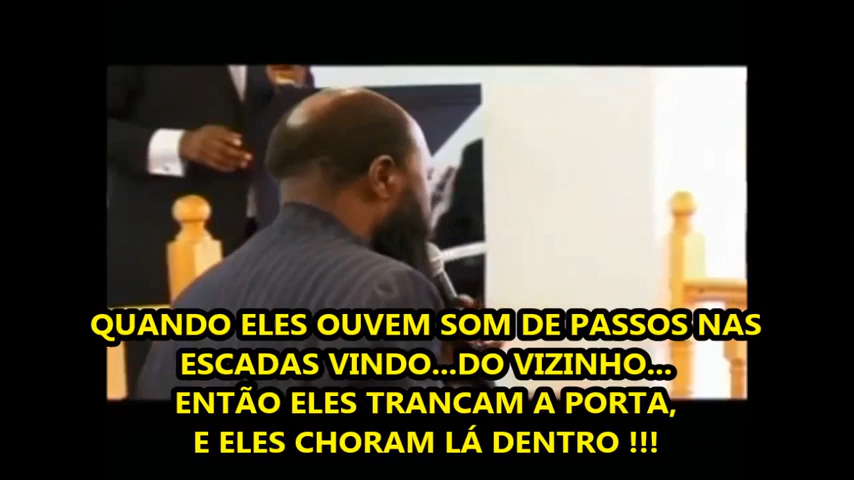 QUANDO ELES OUVEM SOM DE PASSOS NAS
ESCADAS VINDO...DO VIZINHO...
ENTÃO ELES TRANCAM A PORTA,
E ELES CHORAM LÁ DENTRO !!!